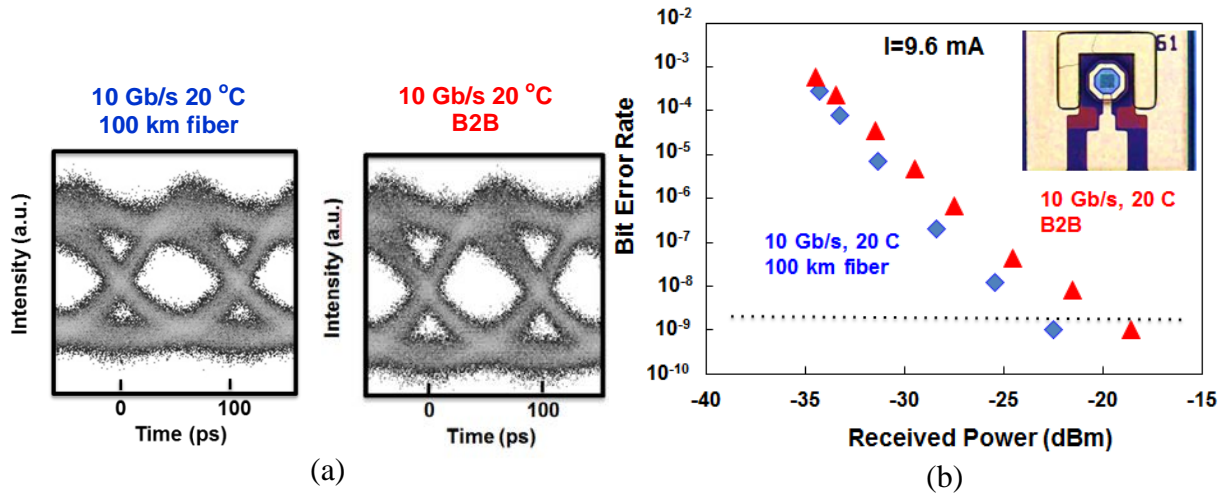 10 Gb/s 20 °C
100 km fiber
10 Gb/s 20 °C
B2B
Intensity (a.u.)
0
100
Time (ps)
Intensity (a.u.)
0
100
Time (ps)
(a)
Bit Error Rate
10-2
10-3
10-4
10-5
10-6
10-7
10-8
10-9
10-10
I=9.6 mA
61
10 Gb/s, 20 C
B2B
10 Gb/s, 20 C
100 km fiber
-40
-35
-30
-25
-20
-15
Received Power (dBm)
(b)